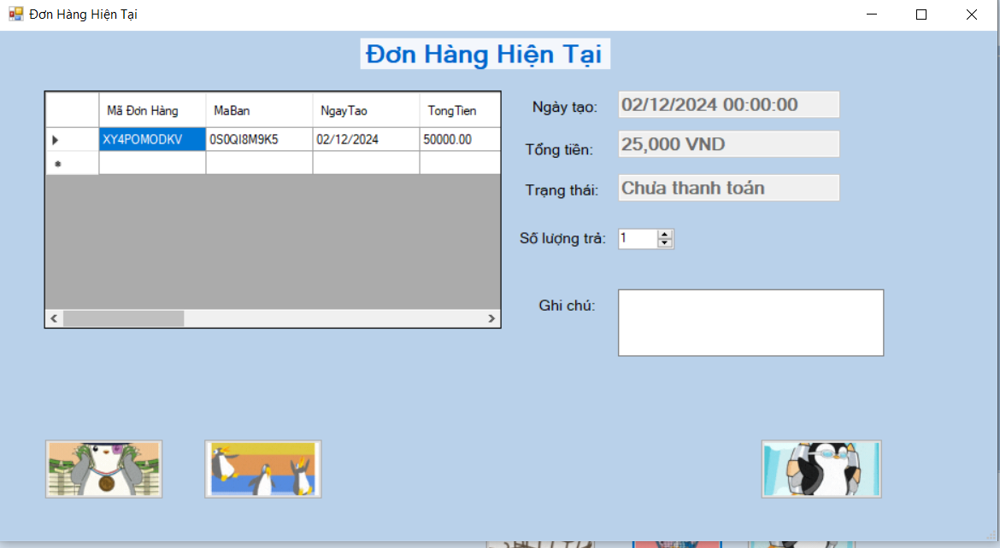 Đơn Hàng Hiện Tại
Đơn Hàng Hiện Tại
Mã Đơn Hàng MaBan NgayTao TongTien
XY4POMODKV 0S0QI8M9K5 02/12/2024 50000.00
Ngày tạo: 02/12/2024 00:00:00
Tổng tiền: 25,000 VND
Trạng thái: Chưa thanh toán
Số lượng trả: 1
Ghi chú: